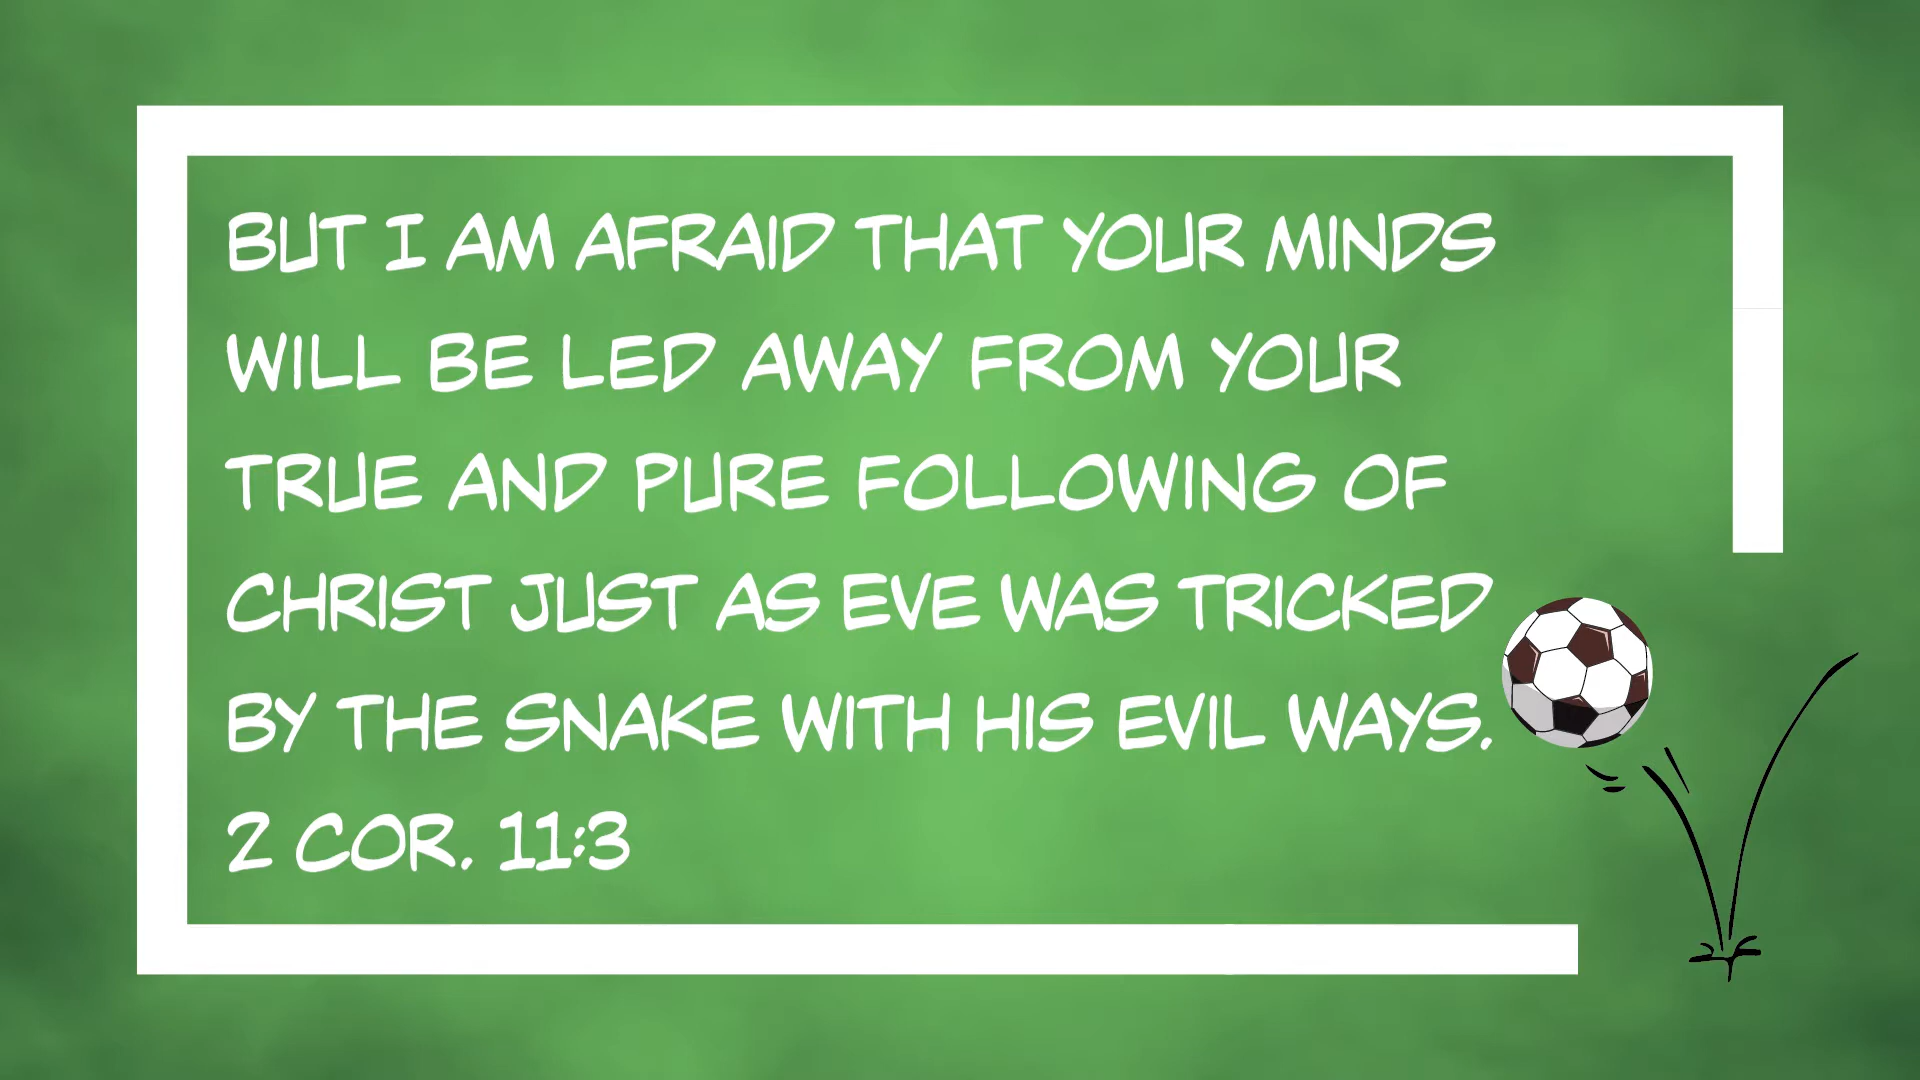 BUT I AM AFRAID THAT YOUR MINDS
WILL BE LED AWAY FROM YOUR
TRUE AND PURE FOLLOWING OF
CHRIST JUST AS EVE WAS TRICKED
BY THE SNAKE WITH HIS EVIL WAYS.
2 COR. 11:3